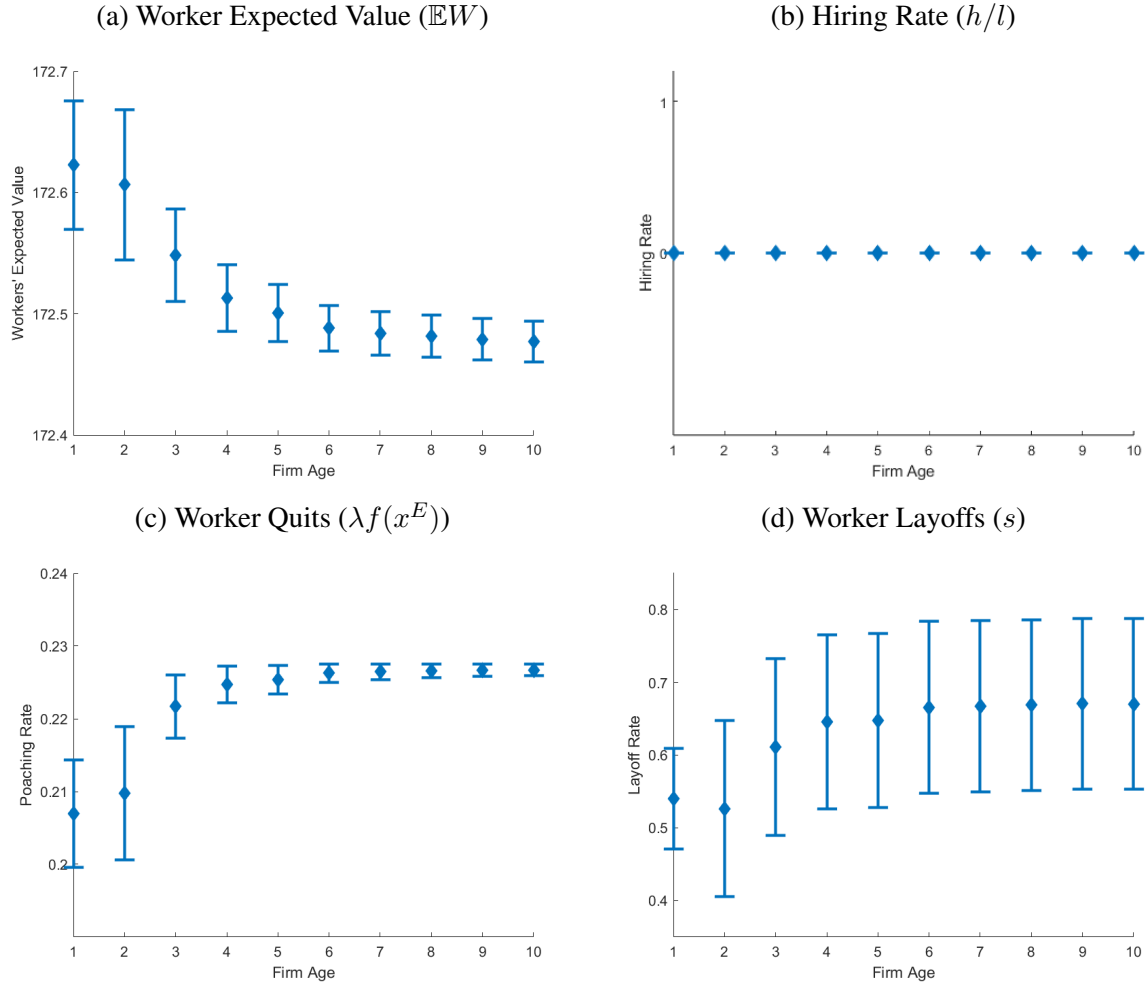 (a) Worker Expected Value (𝔼W)
172.7
172.6
172.5
172.4
Workers' Expected Value
1 2 3 4 5 6 7 8 9 10
Firm Age
(b) Hiring Rate (h/l)
1
0
Hiring Rate
1 2 3 4 5 6 7 8 9 10
Firm Age
(c) Worker Quits (λf(x^E))
0.24
0.23
0.22
0.21
0.2
Poaching Rate
1 2 3 4 5 6 7 8 9 10
Firm Age
(d) Worker Layoffs (s)
0.8
0.7
0.6
0.5
0.4
Layoff Rate
1 2 3 4 5 6 7 8 9 10
Firm Age